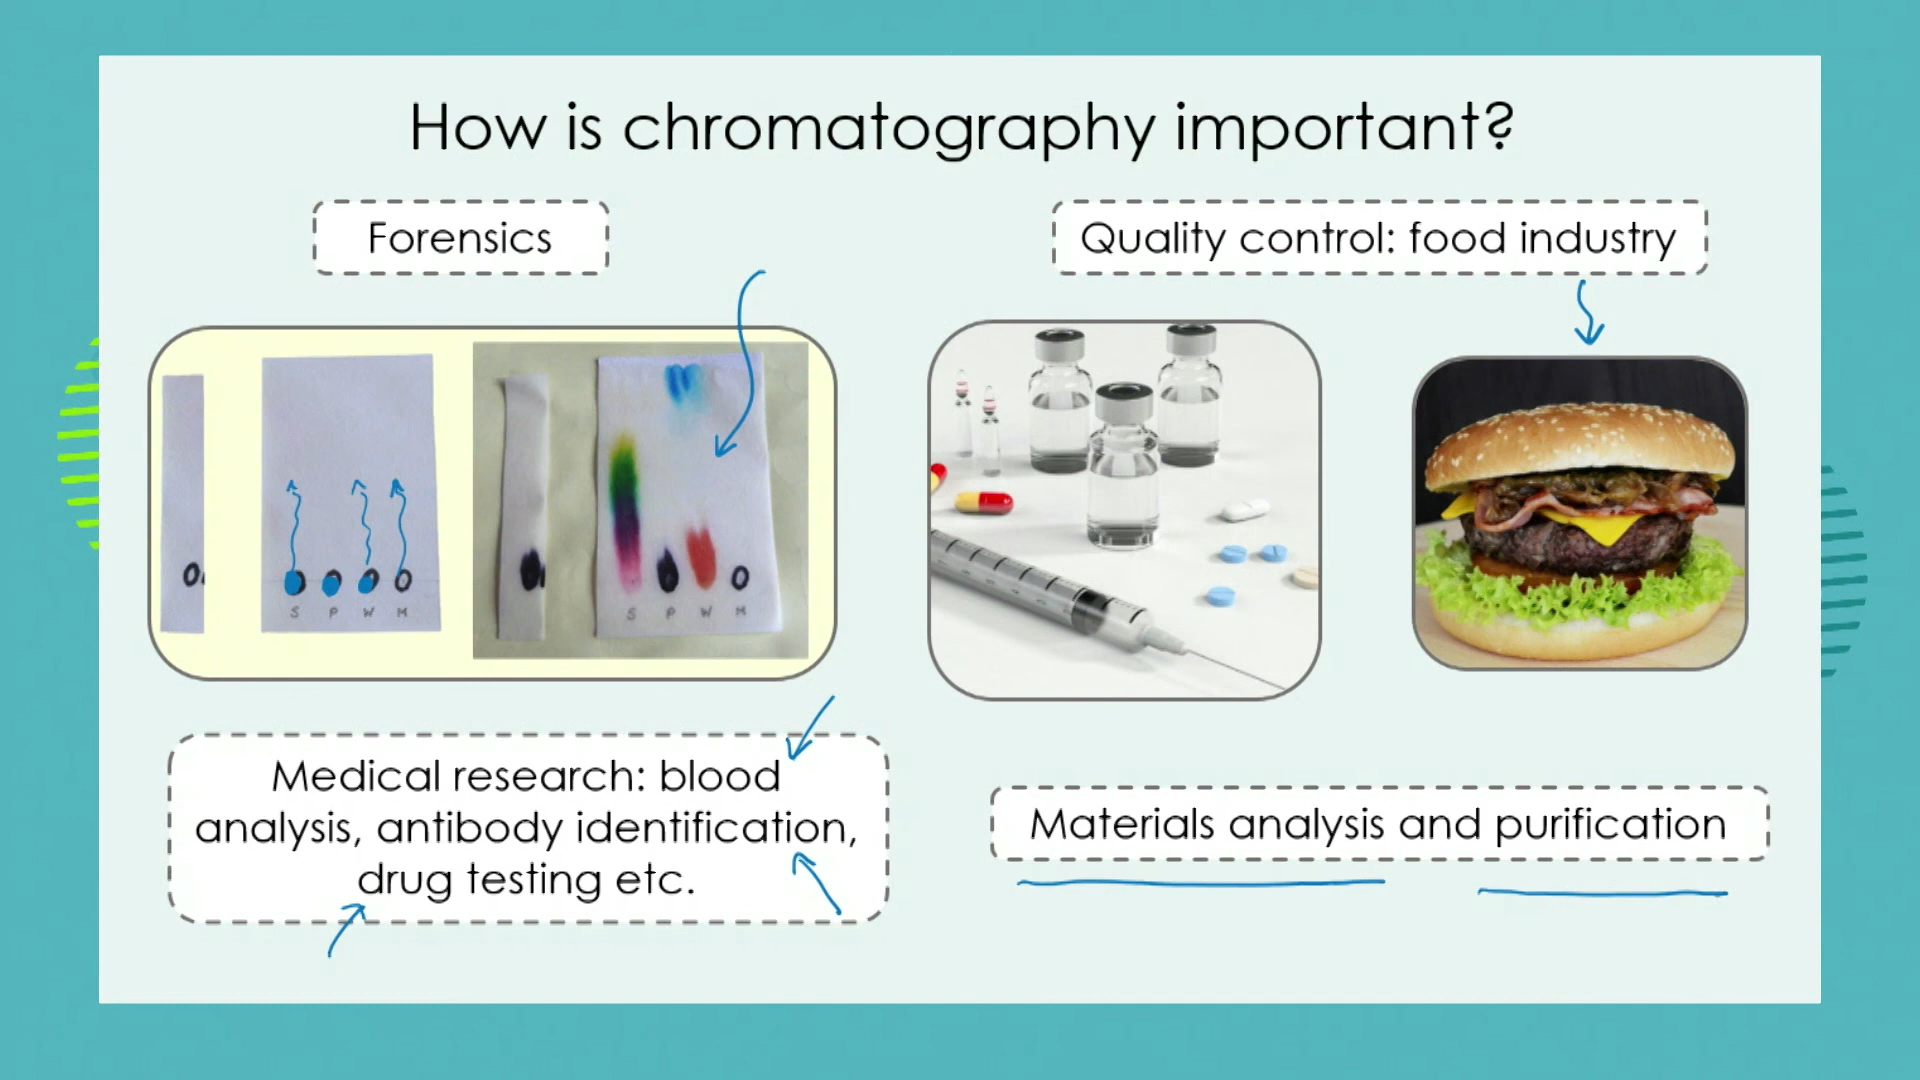 How is chromatography important?
Forensics
Quality control: food industry
S P W M
S P W M
Medical research: blood
analysis, antibody identification,
drug testing etc.
Materials analysis and purification